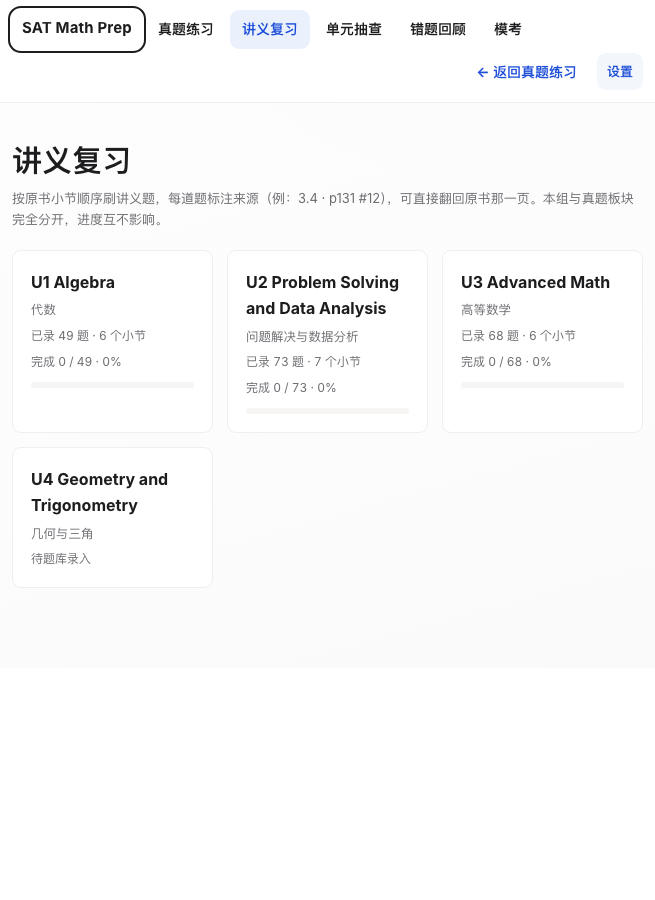 SAT Math Prep
真题练习
讲义复习
单元抽查
错题回顾
模考
← 返回真题练习
设置
讲义复习
按原书小节顺序刷讲义题，每道题标注来源（例：3.4 · p131 #12），可直接翻回原书那一页。本组与真题板块
完全分开，进度互不影响。
U1 Algebra
代数
已录 49 题 · 6 个小节
完成 0 / 49 · 0%
U2 Problem Solving
and Data Analysis
问题解决与数据分析
已录 73 题 · 7 个小节
完成 0 / 73 · 0%
U3 Advanced Math
高等数学
已录 68 题 · 6 个小节
完成 0 / 68 · 0%
U4 Geometry and
Trigonometry
几何与三角
待题库录入